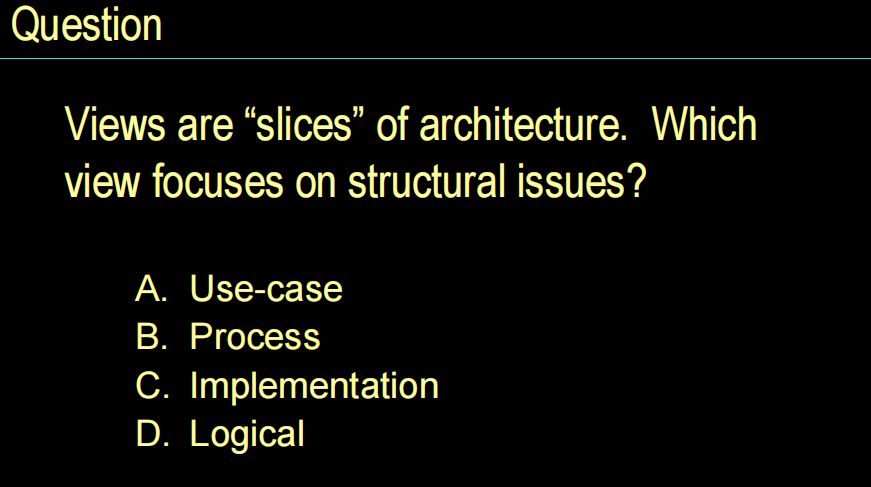 Question
Views are “slices” of architecture.  Which
view focuses on structural issues?
A.  Use-case
B.  Process
C.  Implementation
D.  Logical